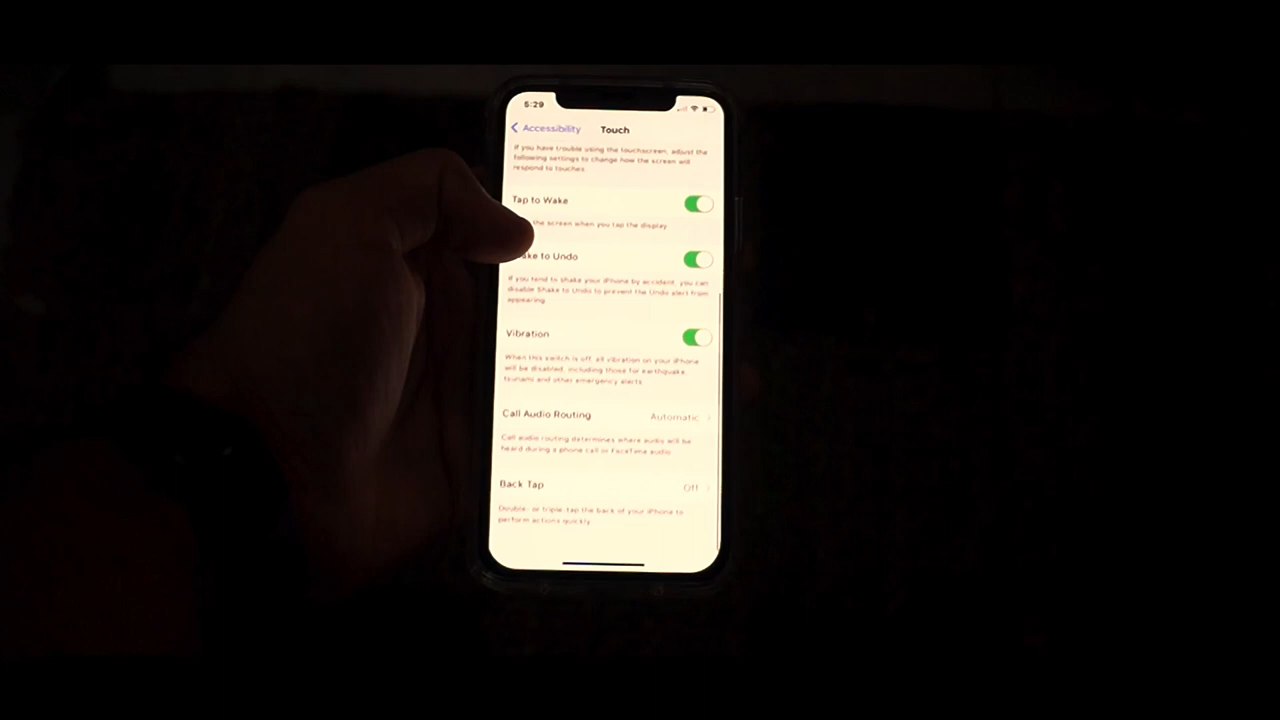 5:29
Accessibility Touch
If you have trouble using the touchscreen, adjust the
following settings to change how the screen will
respond to touches.
Tap to Wake
the screen when you tap the display
ake to Undo
If you tend to shake your iPhone by accident, you can
disable Shake to Undo to prevent the Undo alert from
appearing.
Vibration
When this switch is off, all vibration on your iPhone
will be disabled, including those for earthquake,
tsunami and other emergency alerts.
Call Audio Routing Automatic
Call audio routing determines where audio will be
heard during a phone call or FaceTime audio.
Back Tap Off
Double- or triple-tap the back of your iPhone to
perform actions quickly.